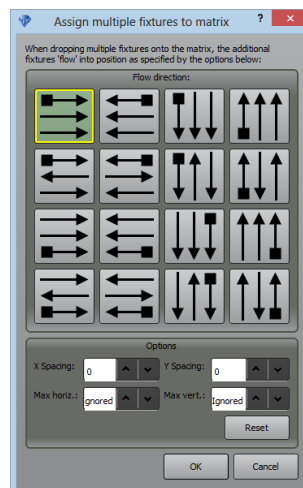 Assign multiple fixtures to matrix
When dropping multiple fixtures onto the matrix, the additional
fixtures 'flow' into position as specified by the options below:
Flow direction:
Options
X Spacing: 0 Y Spacing: 0
Max horiz.: gnored Max vert.: Ignored
Reset
OK Cancel